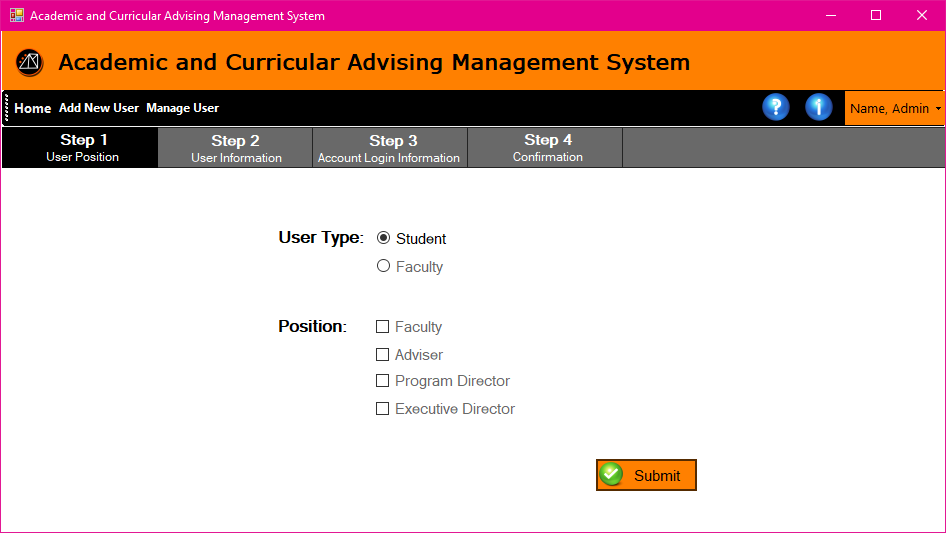 Academic and Curricular Advising Management System
Academic and Curricular Advising Management System
Home Add New User Manage User ? i Name, Admin
Step 1 Step 2 Step 3 Step 4
User Position User Information Account Login Information Confirmation
User Type: Student
Faculty
Position: Faculty
Adviser
Program Director
Executive Director
Submit